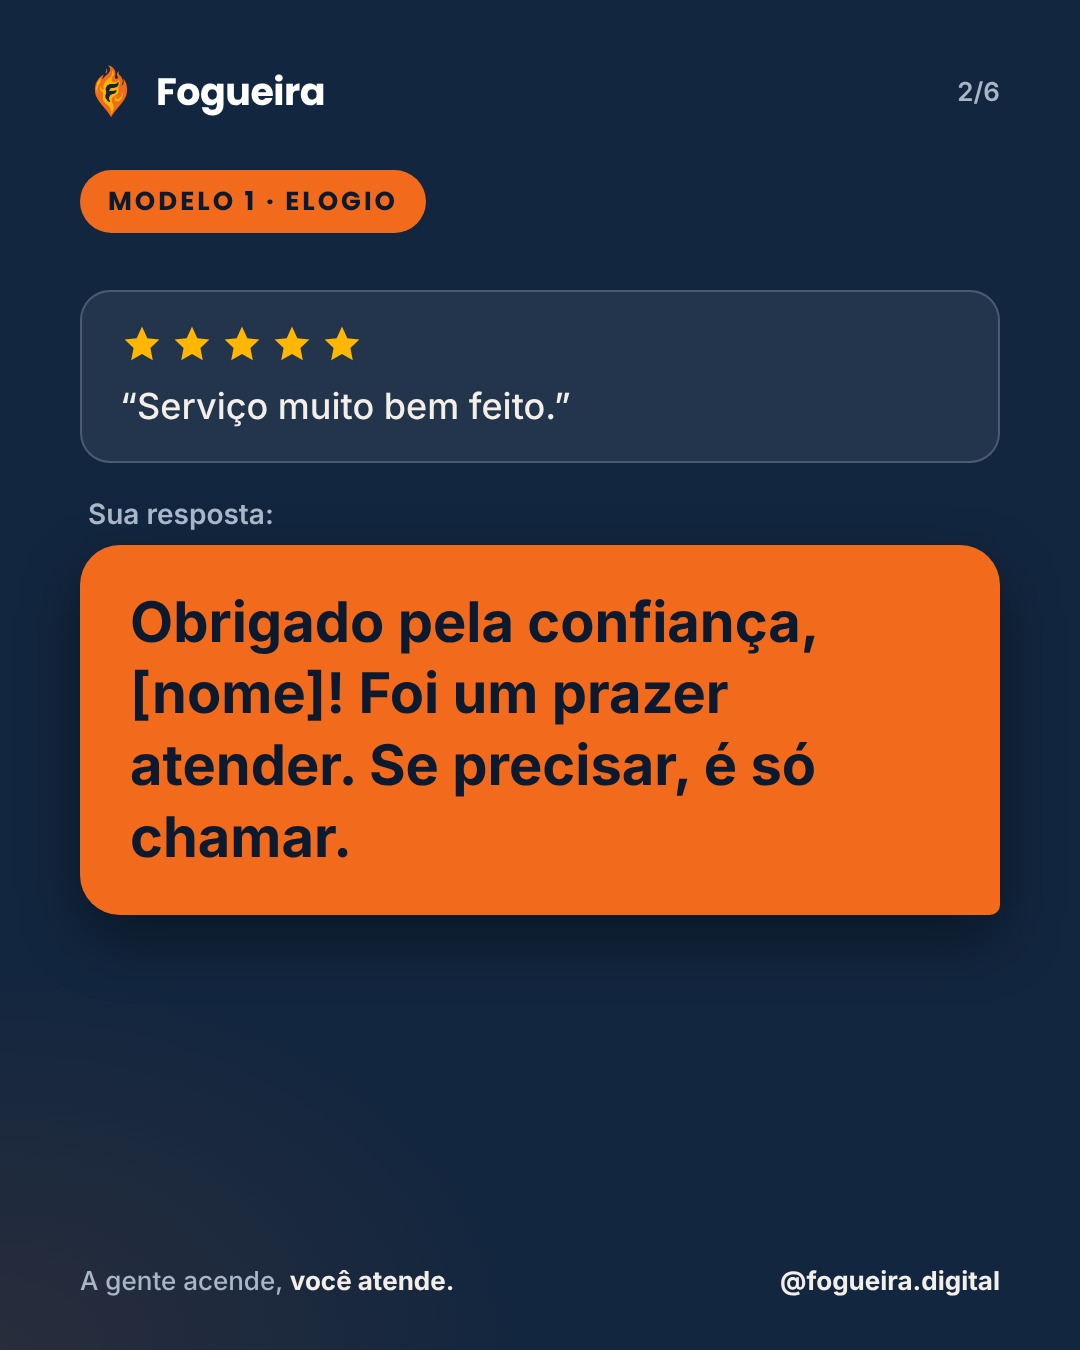 Fogueira
2/6
MODELO 1 · ELOGIO
“Serviço muito bem feito.”
Sua resposta:
Obrigado pela confiança,
[nome]! Foi um prazer
atender. Se precisar, é só
chamar.
A gente acende, você atende.
@fogueira.digital